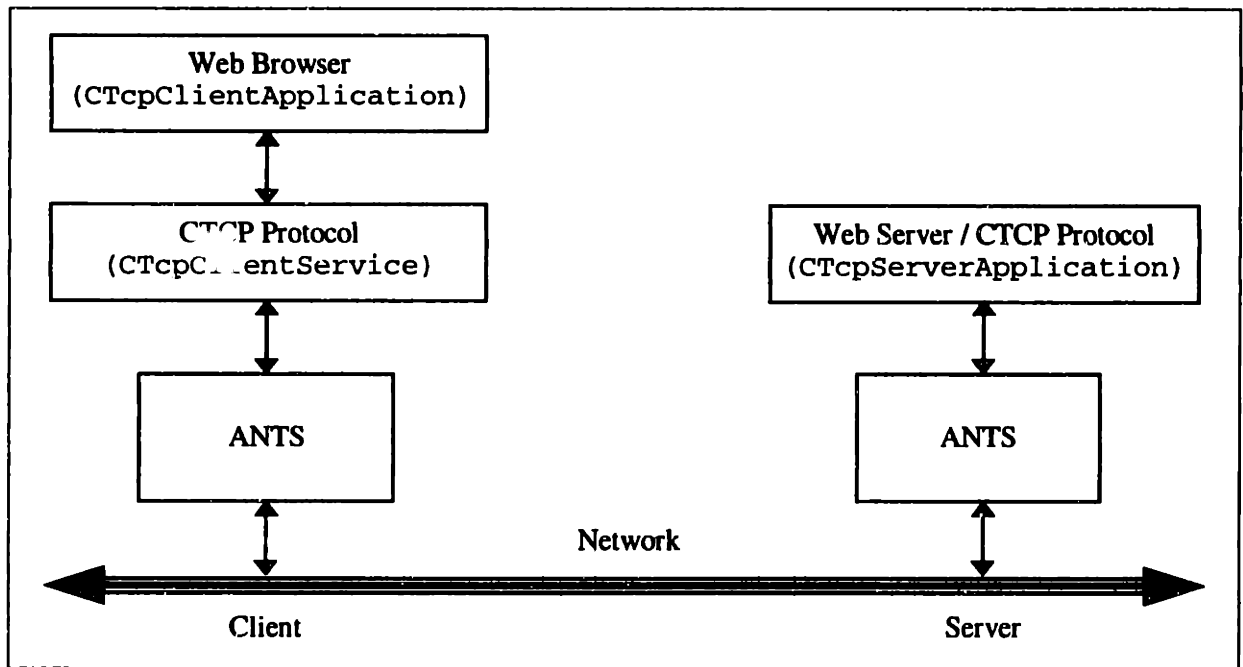 Web Browser
(CTcpClientApplication)
CTCP Protocol
(CTcpClientService)
Web Server / CTCP Protocol
(CTcpServerApplication)
ANTS
ANTS
Network
Client
Server